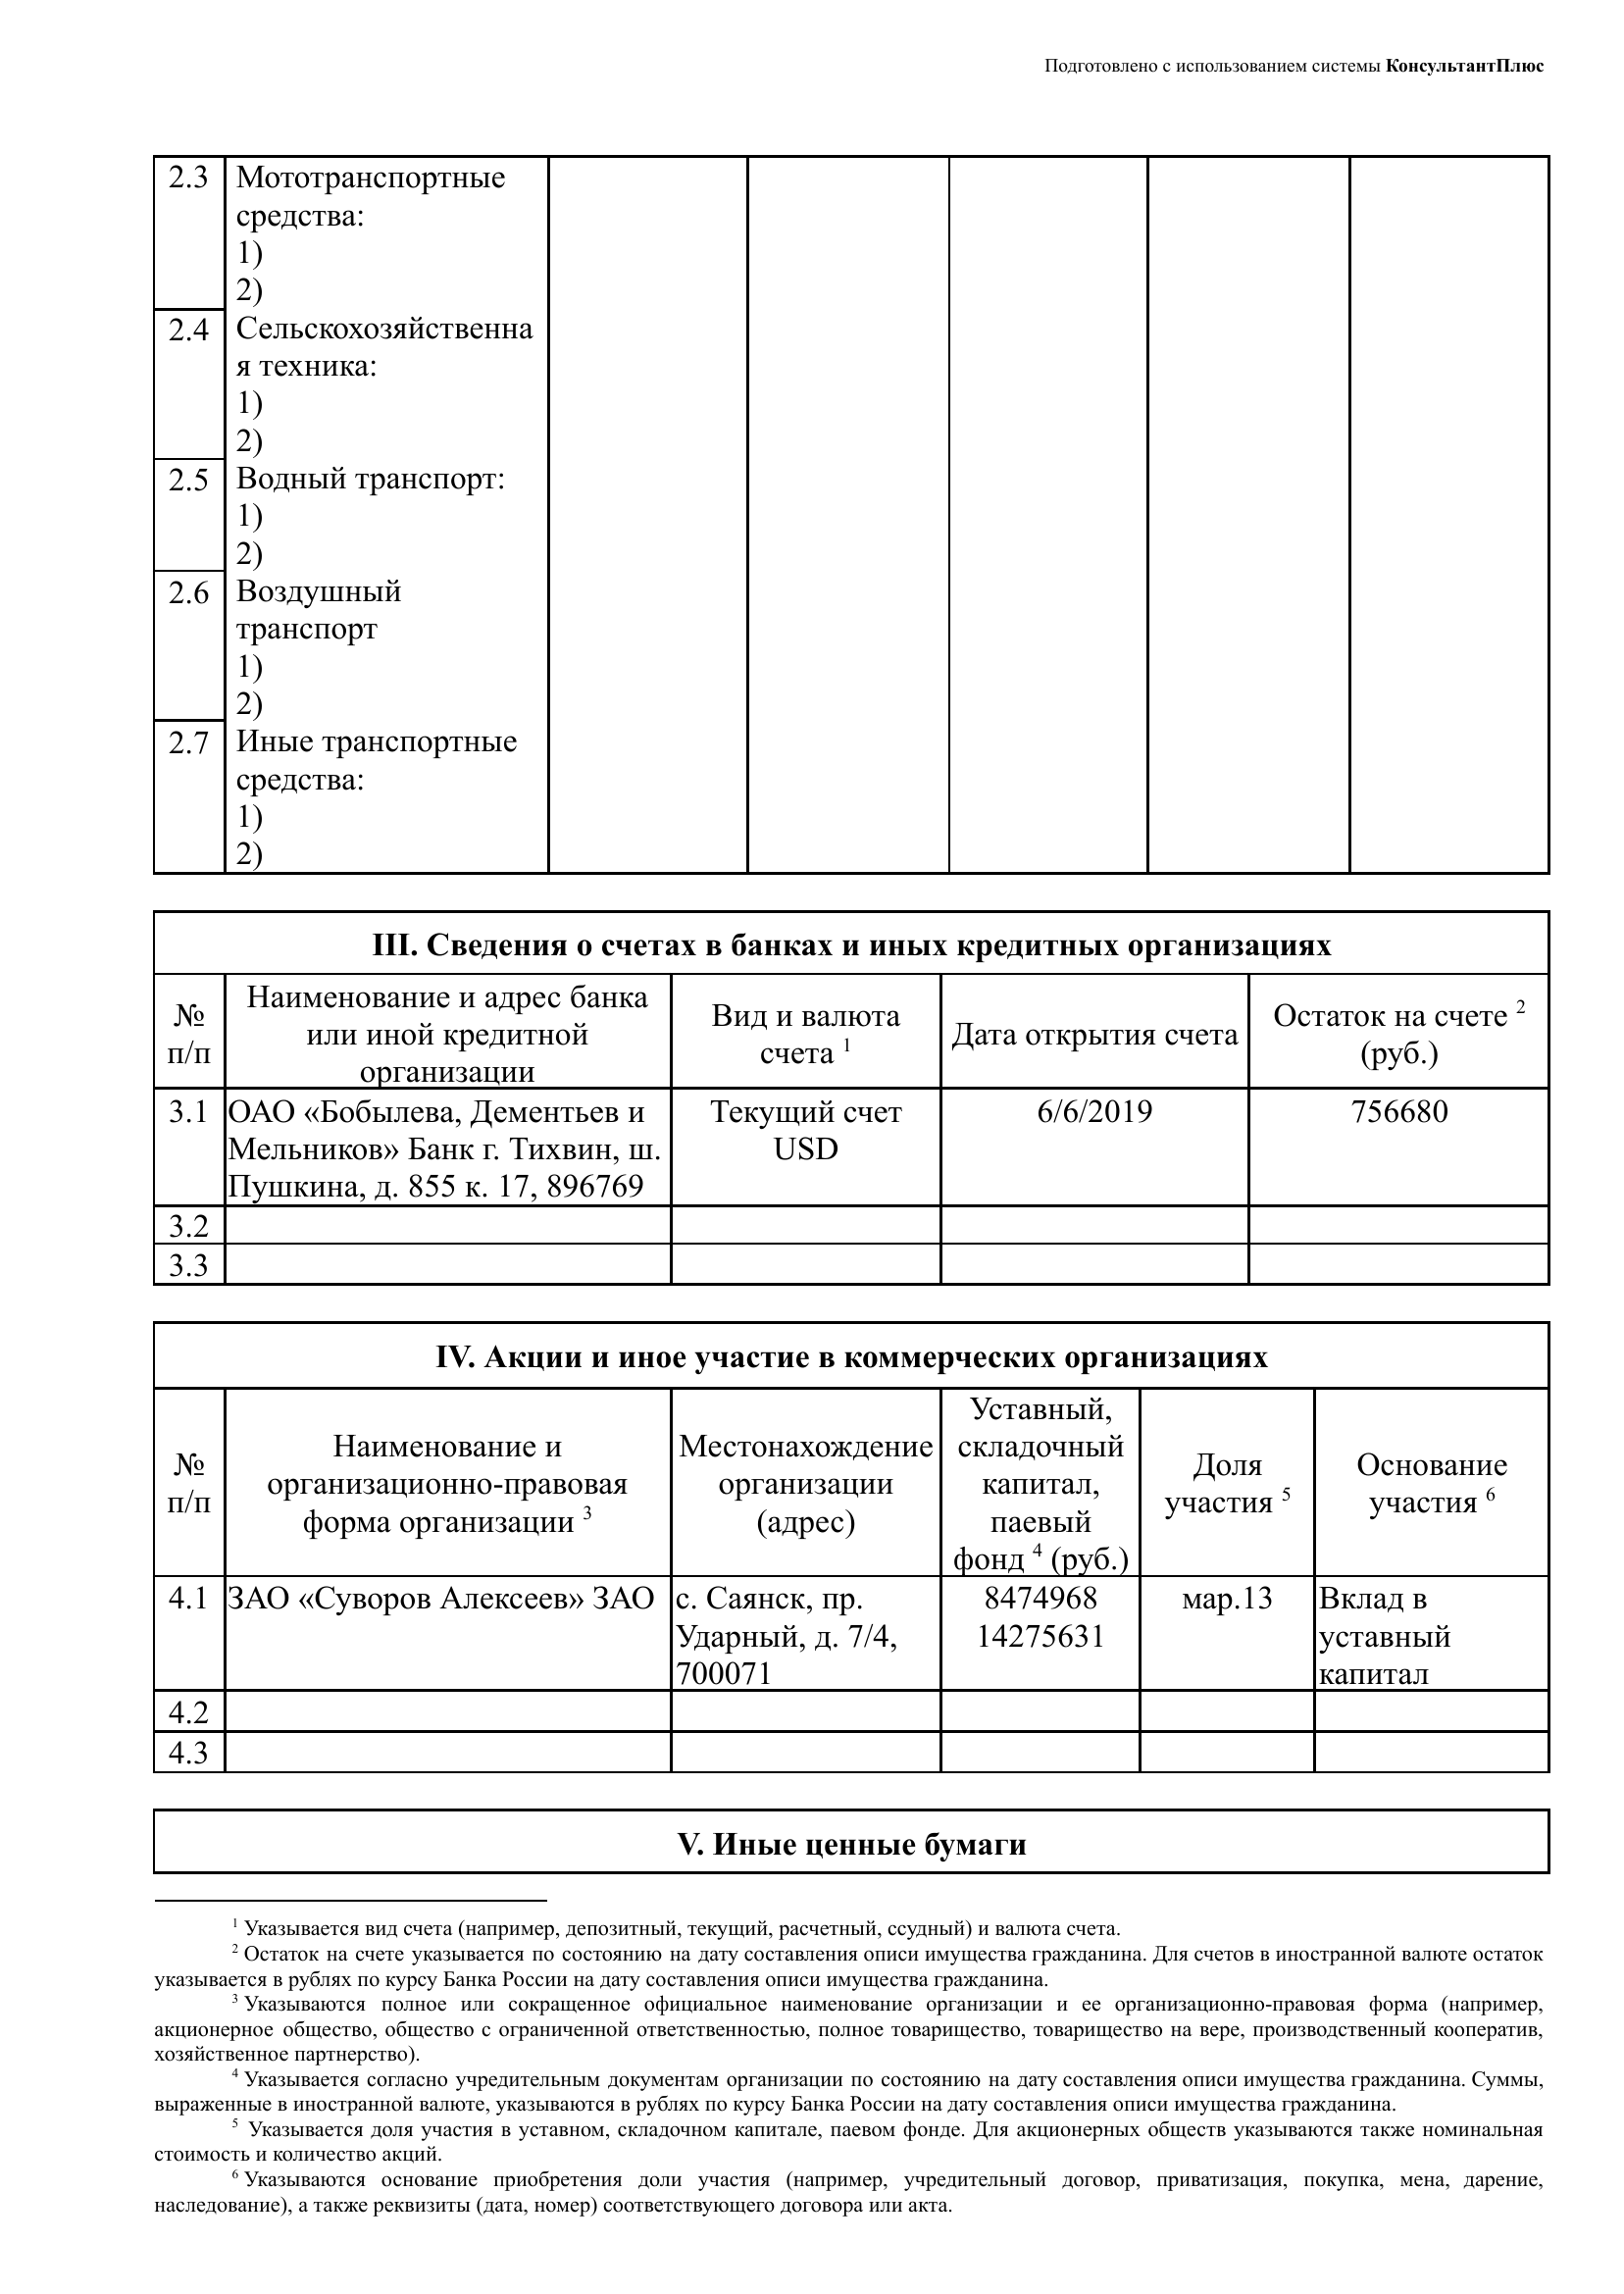 Подготовлено с использованием системы КонсультантПлюс
2.3 Мототранспортные
средства:
1)
2)
2.4 Сельскохозяйственна
я техника:
1)
2)
2.5 Водный транспорт:
1)
2)
2.6 Воздушный
транспорт
1)
2)
2.7 Иные транспортные
средства:
1)
2)
III. Сведения о счетах в банках и иных кредитных организациях
№
п/п
Наименование и адрес банка
или иной кредитной
организации
Вид и валюта
счета 1
Дата открытия счета
Остаток на счете 2
(руб.)
3.1
ОАО «Бобылева, Дементьев и
Мельников» Банк г. Тихвин, ш.
Пушкина, д. 855 к. 17, 896769
Текущий счет
USD
6/6/2019
756680
3.2
3.3
IV. Акции и иное участие в коммерческих организациях
№
п/п
Наименование и
организационно-правовая
форма организации 3
Местонахождение
организации
(адрес)
Уставный,
складочный
капитал,
паевый
фонд 4 (руб.)
Доля
участия 5
Основание
участия 6
4.1
ЗАО «Суворов Алексеев» ЗАО
с. Саянск, пр.
Ударный, д. 7/4,
700071
8474968
14275631
мар.13
Вклад в
уставный
капитал
4.2
4.3
V. Иные ценные бумаги
1 Указывается вид счета (например, депозитный, текущий, расчетный, ссудный) и валюта счета.
2 Остаток на счете указывается по состоянию на дату составления описи имущества гражданина. Для счетов в иностранной валюте остаток
указывается в рублях по курсу Банка России на дату составления описи имущества гражданина.
3 Указываются полное или сокращенное официальное наименование организации и ее организационно-правовая форма (например,
акционерное общество, общество с ограниченной ответственностью, полное товарищество, товарищество на вере, производственный кооператив,
хозяйственное партнерство).
4 Указывается согласно учредительным документам организации по состоянию на дату составления описи имущества гражданина. Суммы,
выраженные в иностранной валюте, указываются в рублях по курсу Банка России на дату составления описи имущества гражданина.
5 Указывается доля участия в уставном, складочном капитале, паевом фонде. Для акционерных обществ указываются также номинальная
стоимость и количество акций.
6 Указываются основание приобретения доли участия (например, учредительный договор, приватизация, покупка, мена, дарение,
наследование), а также реквизиты (дата, номер) соответствующего договора или акта.